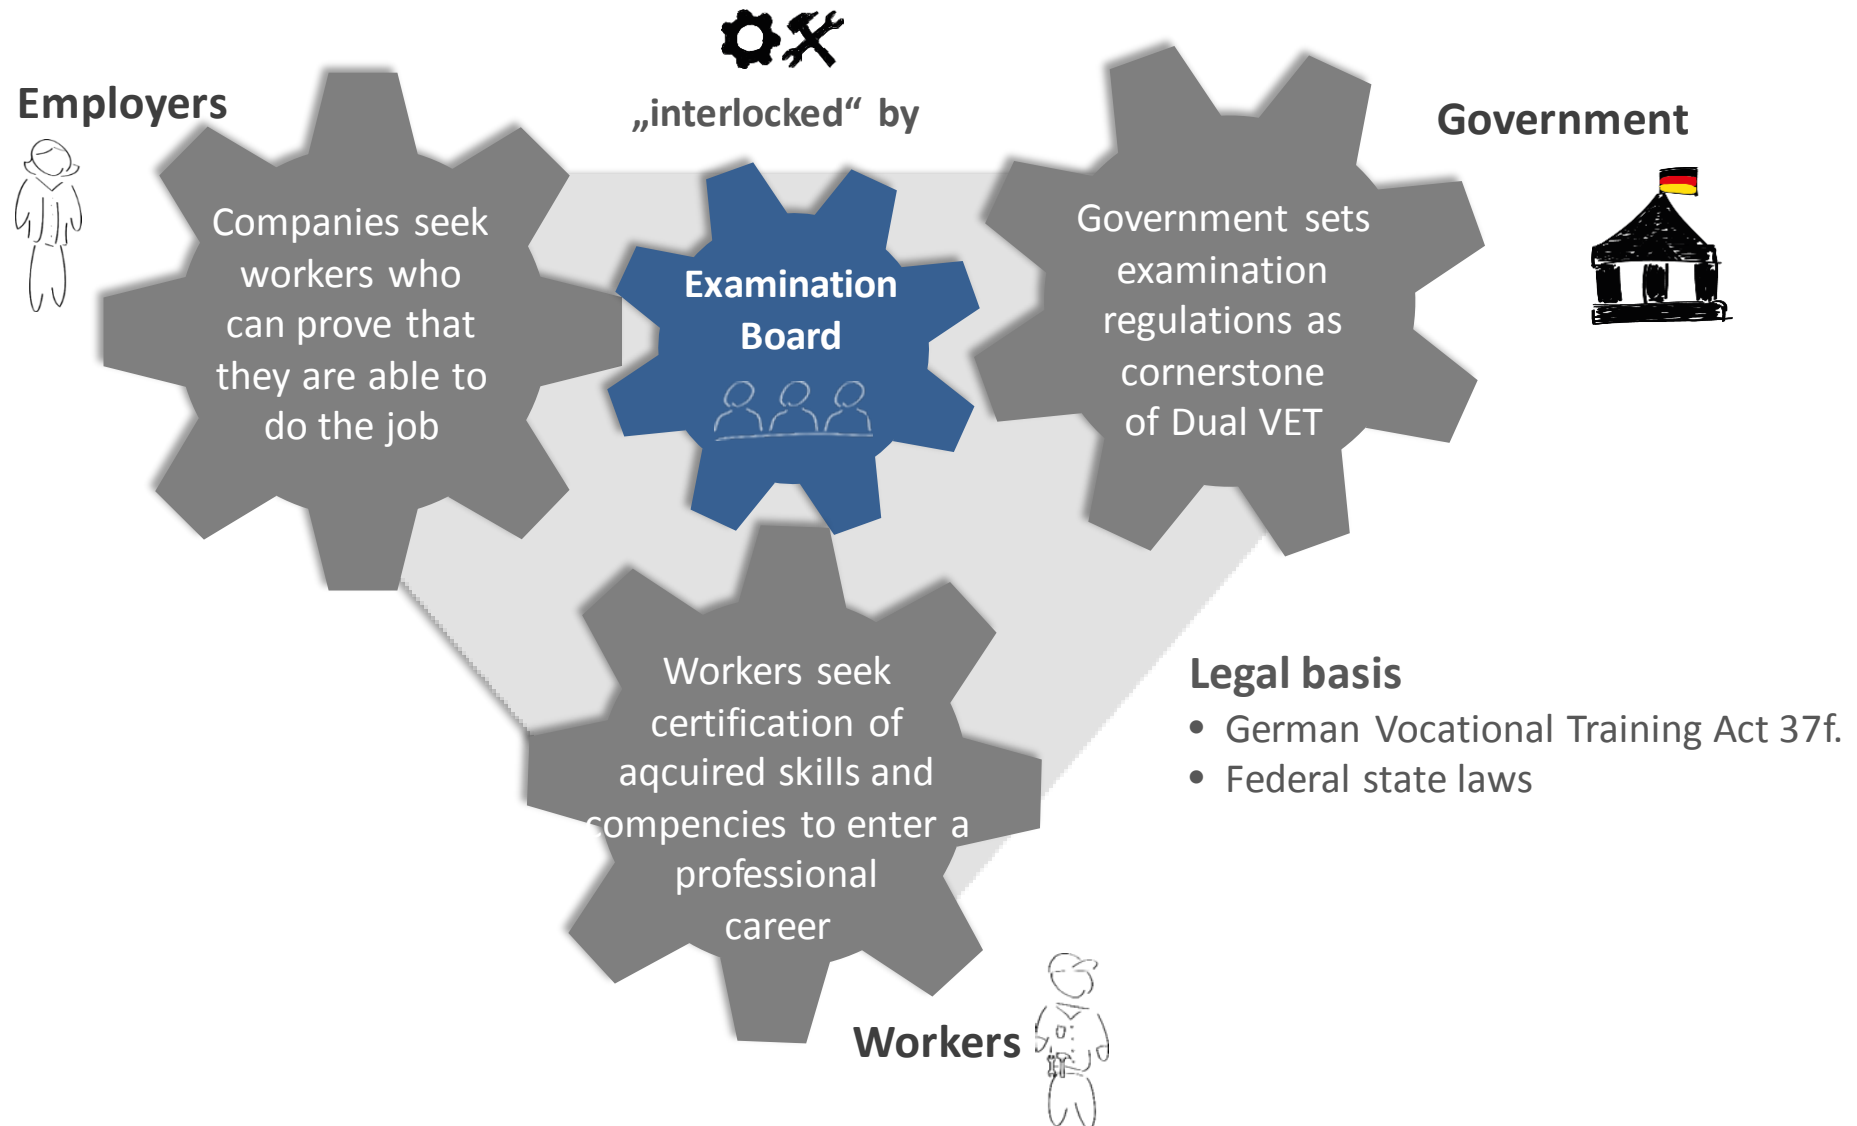 Employers
„interlocked“ by
Government
Companies seek
workers who
can prove that
they are able to
do the job
Examination
Board
Government sets
examination
regulations as
cornerstone
of Dual VET
Workers seek
certification of
aqcuired skills and
compencies to enter a
professional
career
Legal basis
• German Vocational Training Act 37f.
• Federal state laws
Workers